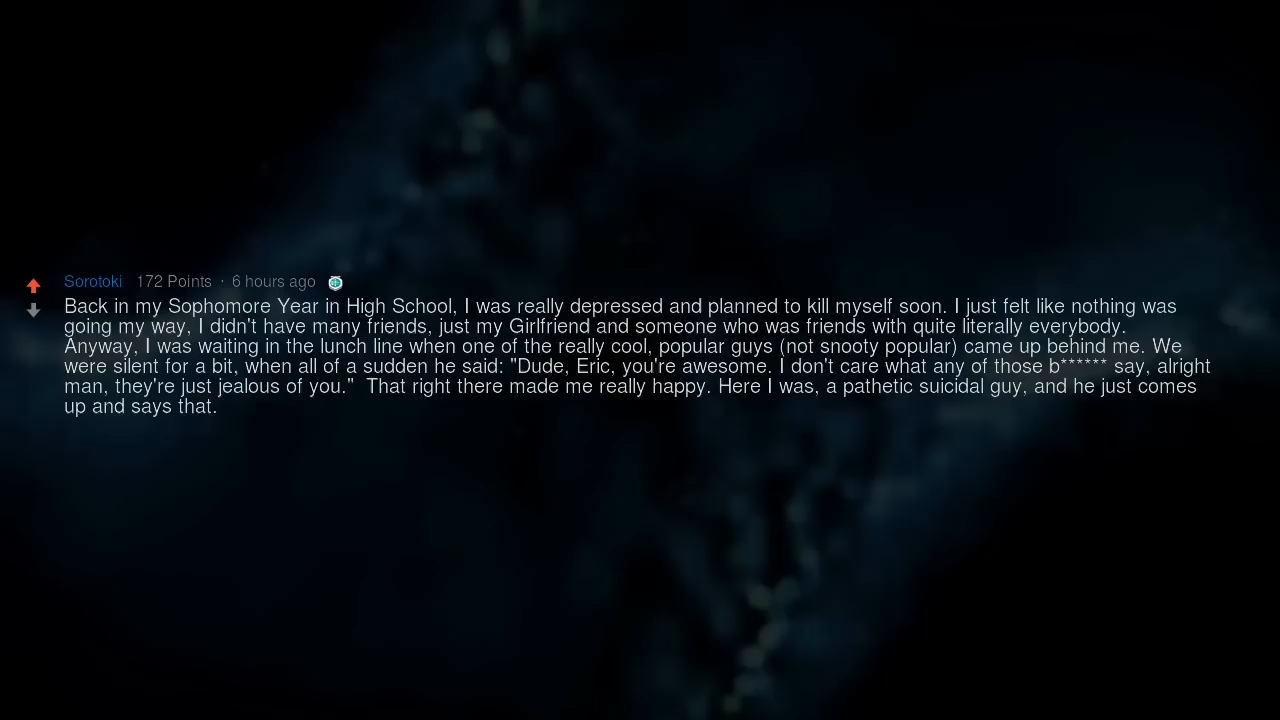 Sorotoki 172 Points · 6 hours ago
Back in my Sophomore Year in High School, I was really depressed and planned to kill myself soon. I just felt like nothing was
going my way, I didn't have many friends, just my Girlfriend and someone who was friends with quite literally everybody.
Anyway, I was waiting in the lunch line when one of the really cool, popular guys (not snooty popular) came up behind me. We
were silent for a bit, when all of a sudden he said: "Dude, Eric, you're awesome. I don't care what any of those b****** say, alright
man, they're just jealous of you."  That right there made me really happy. Here I was, a pathetic suicidal guy, and he just comes
up and says that.